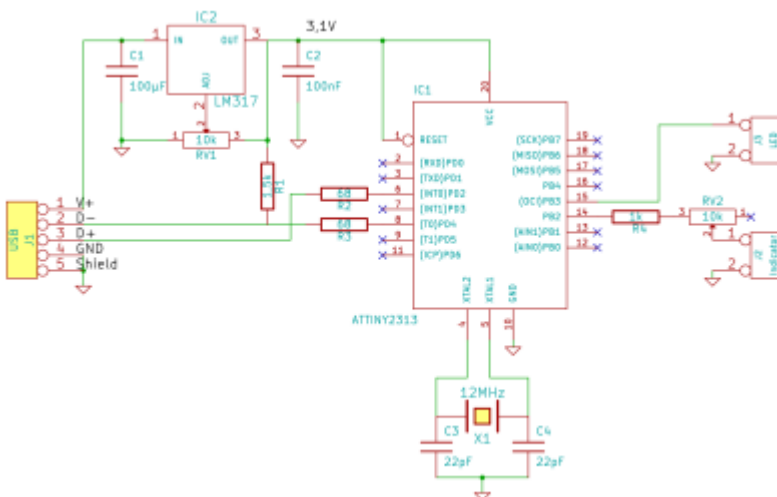 IC2
3,1V
1 IN OUT 3
ADJ
2
LM317
C1
100µF
C2
100nF
1 10k 3
2
RV1
1,5k
R1
IC1
20
VCC
1 RESET
2 (RXD)PD0
3 (TXD)PD1
6 (INT0)PD2
7 (INT1)PD3
8 (T0)PD4
9 (T1)PD5
11 (ICP)PD6
(SCK)PB7 19
(MISO)PB6 18
(MOSI)PB5 17
PB4 16
(OC)PB3 15
PB2 14
(AIN1)PB1 13
(AIN0)PB0 12
XTAL2
XTAL1
GND
4
5
10
ATTINY2313
68
R2
68
R3
USB
J1
1 V+
2 D-
3 D+
4 GND
5 Shield
1k
R4
RV2
3 10k 1
2
1
2
J3
LED
1
2
J2
Indicator
12MHz
X1
C3
22pF
C4
22pF